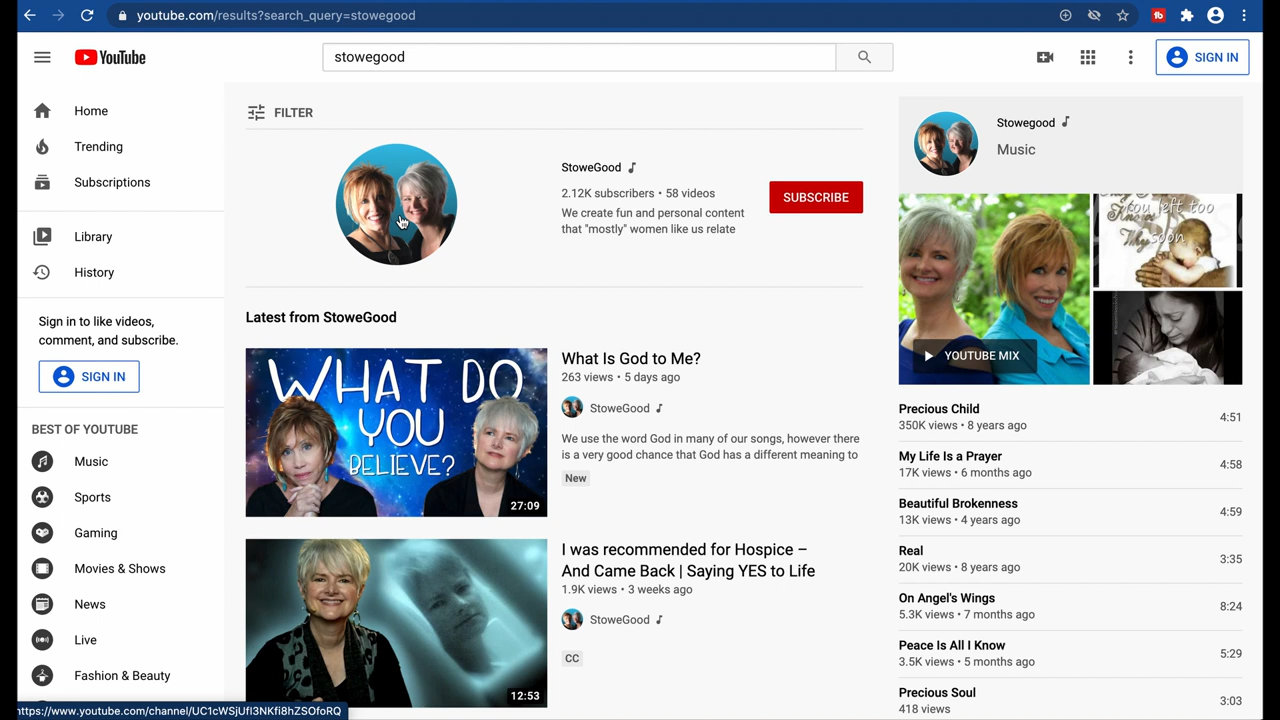 youtube.com/results?search_query=stowegood
YouTube
stowegood
SIGN IN
Home
Trending
Subscriptions
Library
History
Sign in to like videos,
comment, and subscribe.
SIGN IN
BEST OF YOUTUBE
Music
Sports
Gaming
Movies & Shows
News
Live
Fashion & Beauty
https://www.youtube.com/channel/UC1cWSjUfI3NKfi8hZSOfoRQ
FILTER
StoweGood
2.12K subscribers • 58 videos
We create fun and personal content
that "mostly" women like us relate
SUBSCRIBE
Latest from StoweGood
WHAT DO
YOU
BELIEVE?
27:09
What Is God to Me?
263 views • 5 days ago
StoweGood
We use the word God in many of our songs, however there
is a very good chance that God has a different meaning to
New
12:53
I was recommended for Hospice –
And Came Back | Saying YES to Life
1.9K views • 3 weeks ago
StoweGood
CC
Stowegood
Music
YOUTUBE MIX
you left too
soon
Precious Child
4:51
350K views • 8 years ago
My Life Is a Prayer
4:58
17K views • 6 months ago
Beautiful Brokenness
4:59
13K views • 4 years ago
Real
3:35
20K views • 8 years ago
On Angel's Wings
8:24
5.3K views • 7 months ago
Peace Is All I Know
5:29
3.5K views • 5 months ago
Precious Soul
3:03
418 views